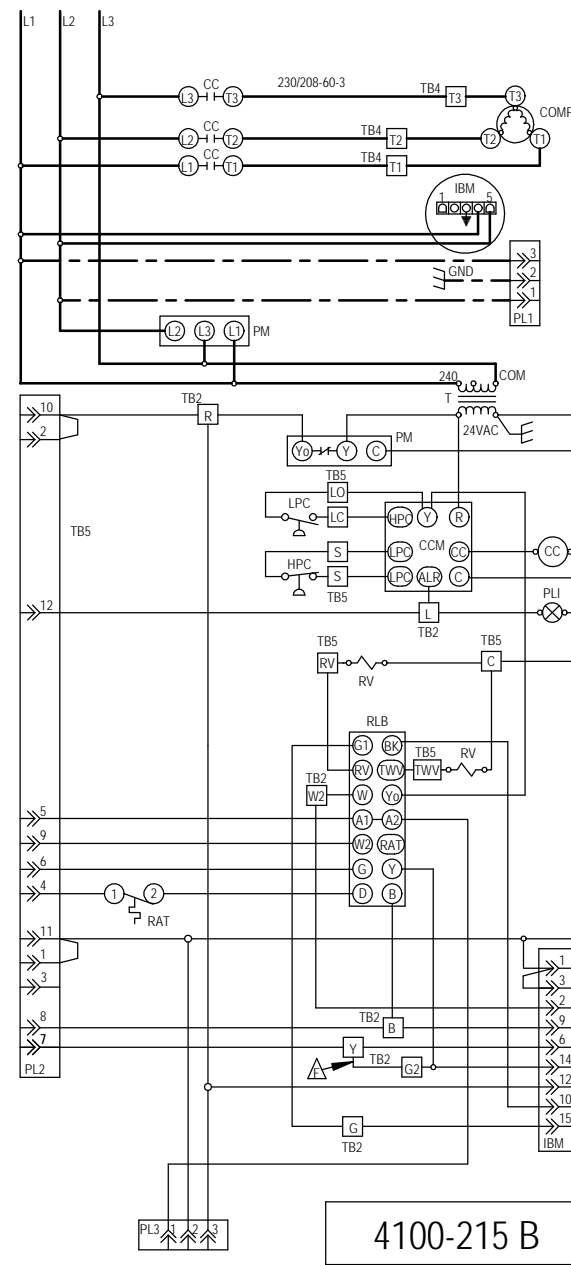 L1 L2 L3
L3 CC T3 230/208-60-3 TB4 T3 T3
COMP
L2 CC T2 TB4 T2 T2 T1
L1 CC T1 TB4 T1
IBM
1 5
3
GND 2
1
PL1
L2 L3 L1 PM
240 COM
T
10 TB2
R
24VAC
2 Yo Y C PM
TB5
TB5 LO
LPC LC HPC Y R
S LPC CCM CC CC
HPC S LPC ALR C
TB5 PLI
12 L
TB2
TB5 TB5
RV C
RV
RLB
G1 BK
TB5 RV
RV TWV TWV
TB2
W2 W Yo
5 A1 A2
9 W2 RAT
6 G Y
4 1 2 D B
RAT
11
1 1
3 3
2
8 TB2 B 9
7 Y 6
PL2 F TB2 G2 14
12
10
G 15
TB2 IBM
PL3 1 2 3
4100-215 B